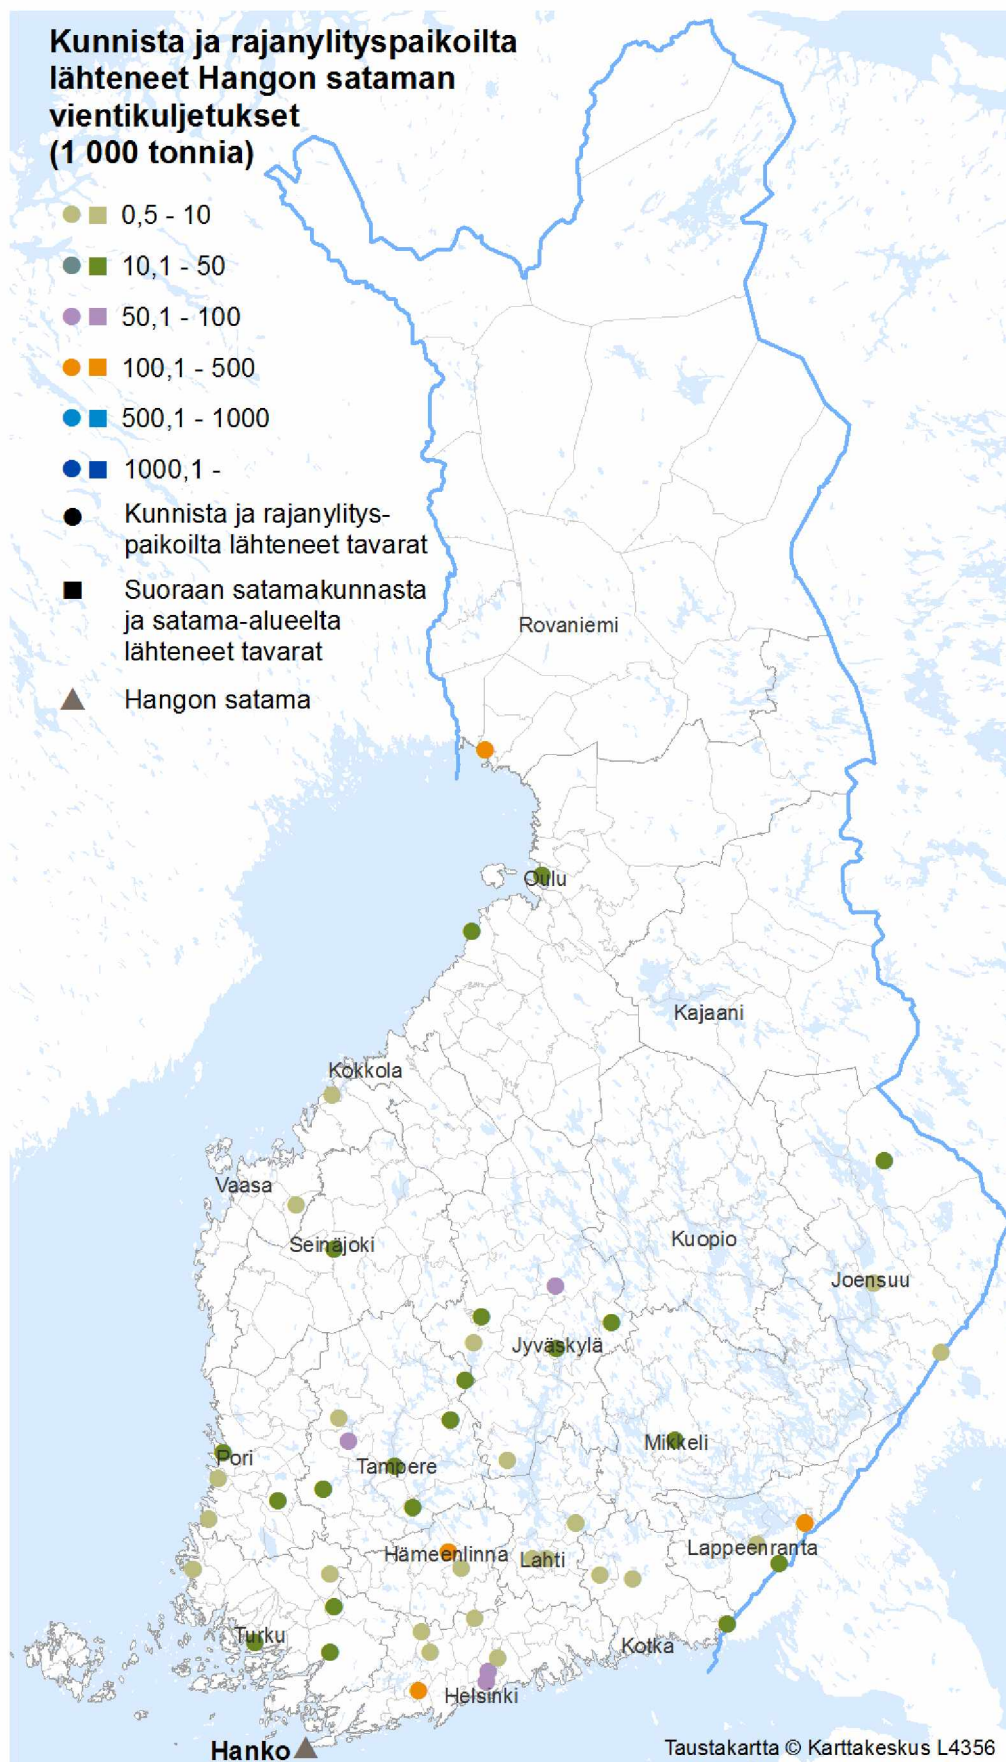 Kunnista ja rajanylityspaikoilta
lähteneet Hangon sataman
vientikuljetukset
(1 000 tonnia)
0,5 - 10
10,1 - 50
50,1 - 100
100,1 - 500
500,1 - 1000
1000,1 -
Kunnista ja rajanylitys-
paikoilta lähteneet tavarat
Suoraan satamakunnasta
ja satama-alueelta
lähteneet tavarat
Hangon satama
Rovaniemi
Oulu
Kajaani
Kokkola
Vaasa
Seinäjoki
Kuopio
Joensuu
Jyväskylä
Mikkeli
Pori
Tampere
Lappeenranta
Hämeenlinna
Lahti
Turku
Kotka
Helsinki
Hanko
Taustakartta © Karttakeskus L4356